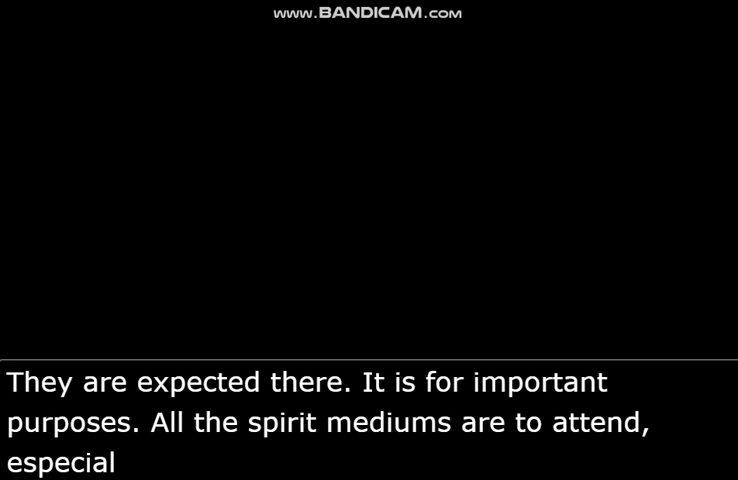 www.BANDICAM.com
They are expected there. It is for important
purposes. All the spirit mediums are to attend,
especial